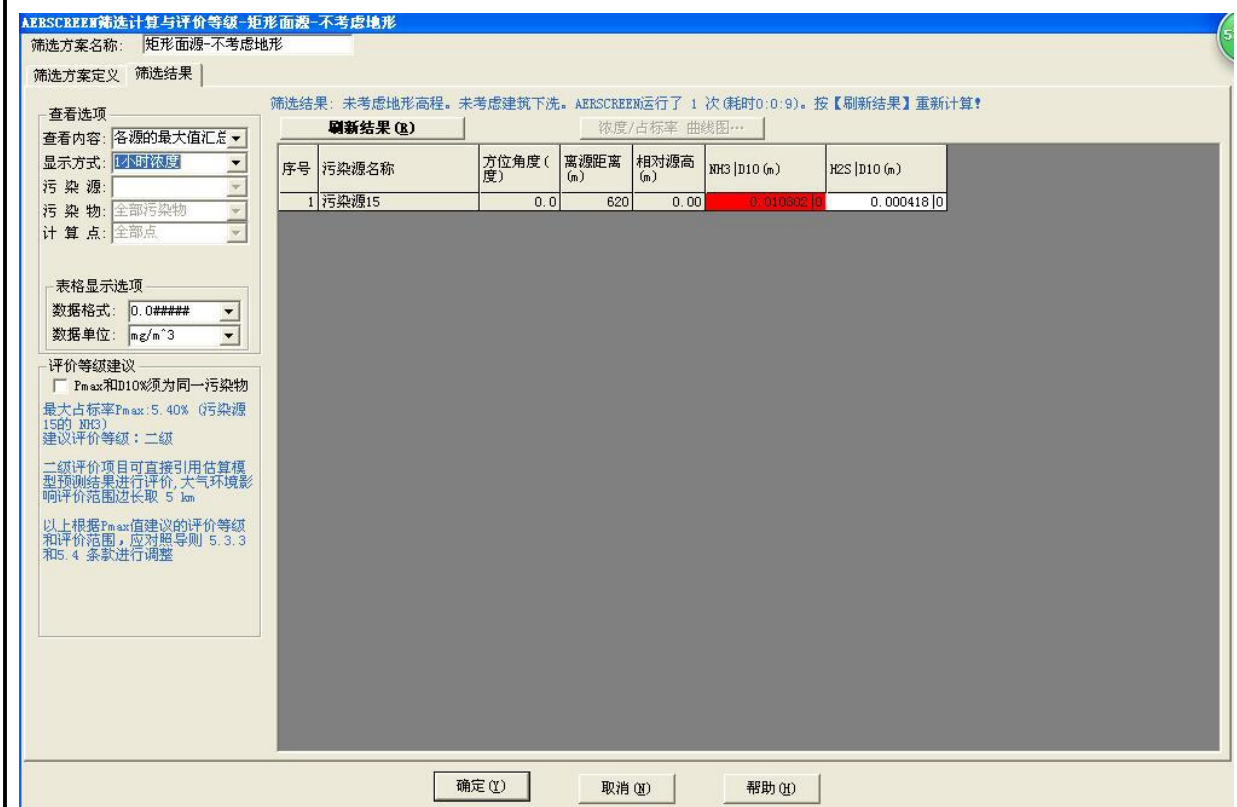 AERSCREEN筛选计算与评价等级-矩形面源-不考虑地形
筛选方案名称: 矩形面源-不考虑地形
筛选方案定义 筛选结果
筛选结果: 未考虑地形高程。未考虑建筑下洗。AERSCREEN运行了 1 次(耗时0:0:9)。按【刷新结果】重新计算!
刷新结果(R) 浓度/占标率 曲线图…
查看选项
查看内容: 各源的最大值汇总
显示方式: 1小时浓度
污 染 源:
污 染 物: 全部污染物
计 算 点: 全部点
表格显示选项
数据格式: 0.0#####
数据单位: mg/m^3
评价等级建议
Pmax和D10%须为同一污染物
最大占标率Pmax:5.40% (污染源
15的 NH3)
建议评价等级:二级
二级评价项目可直接引用估算模
型预测结果进行评价,大气环境影
响评价范围边长取 5 km
以上根据Pmax值建议的评价等级
和评价范围,应对照导则 5.3.3
和5.4 条款进行调整
序号 污染源名称 方位角度(度) 离源距离(m) 相对源高(m) NH3|D10(m) H2S|D10(m)
1 污染源15 0.0 620 0.00 0.010802|0 0.000418|0
确定(Y) 取消(N) 帮助(H)